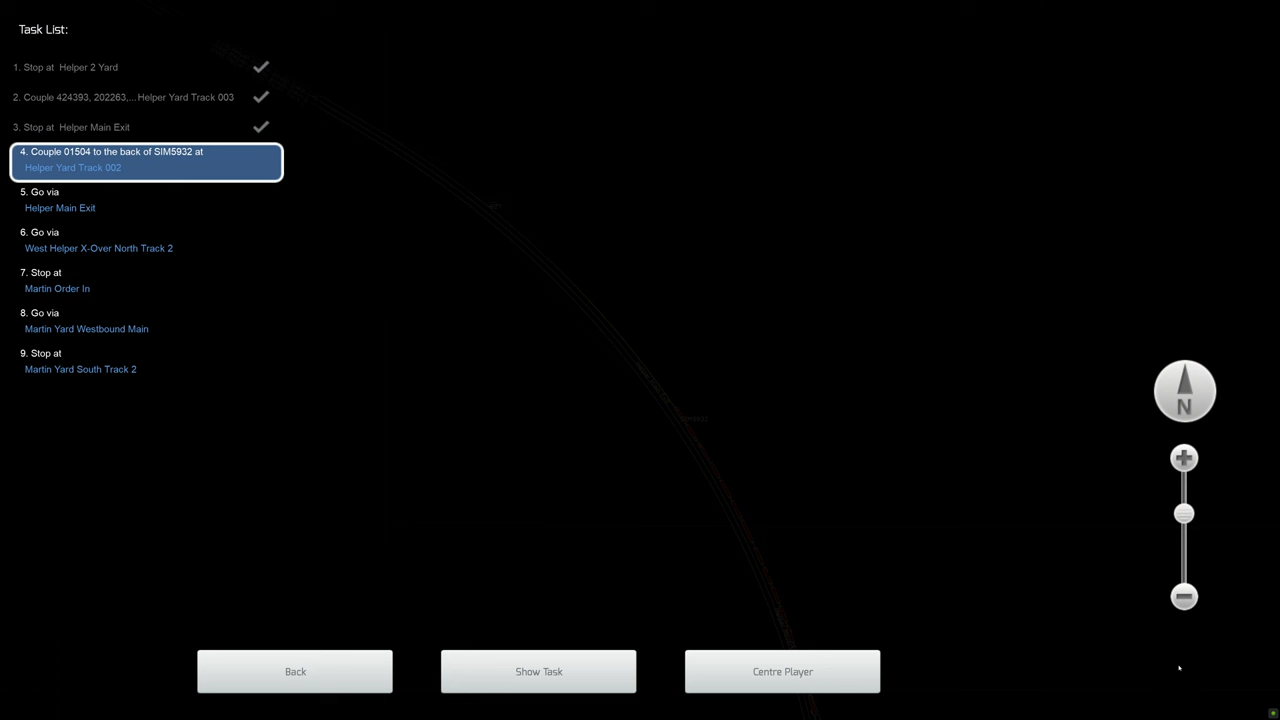 Task List:
1. Stop at Helper 2 Yard
2. Couple 424393, 202263,... Helper Yard Track 003
3. Stop at Helper Main Exit
4. Couple 01504 to the back of SIM5932 at
Helper Yard Track 002
5. Go via
Helper Main Exit
6. Go via
West Helper X-Over North Track 2
7. Stop at
Martin Order In
8. Go via
Martin Yard Westbound Main
9. Stop at
Martin Yard South Track 2
N
Back
Show Task
Centre Player